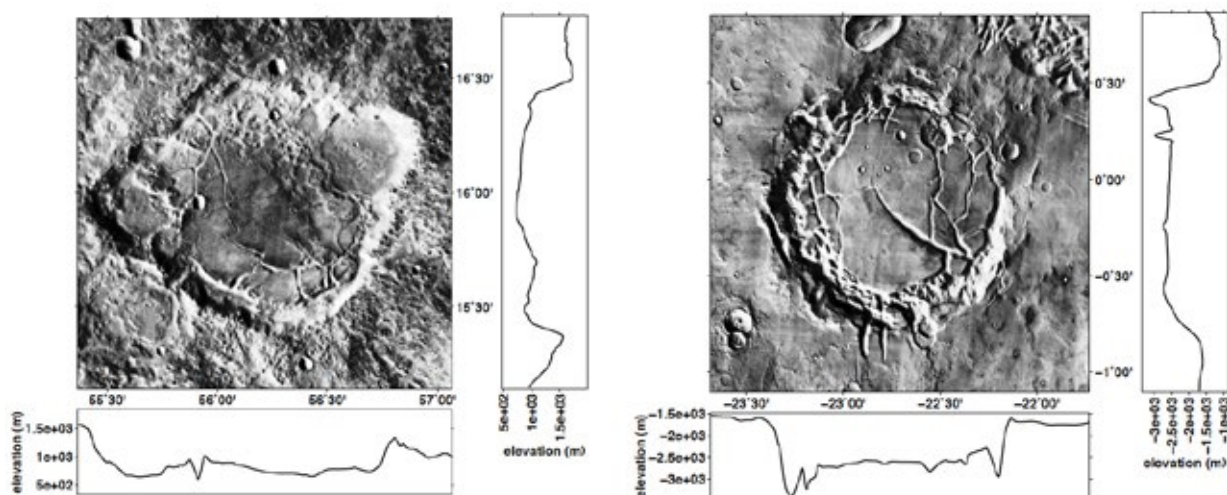 16˚30'
16˚00'
15˚30'
55˚30' 56˚00' 56˚30' 57˚00'
5e+02 1e+03 1.5e+03
elevation (m)
elevation (m)
1.5e+03
1e+03
5e+02
0˚30'
0˚00'
−0˚30'
−1˚00'
−23˚30' −23˚00' −22˚30' −22˚00'
−3e+03 −2.5e+03 −2e+03 −1.5e+03 −1e+03
elevation (m)
elevation (m)
−1.5e+03
−2e+03
−2.5e+03
−3e+03